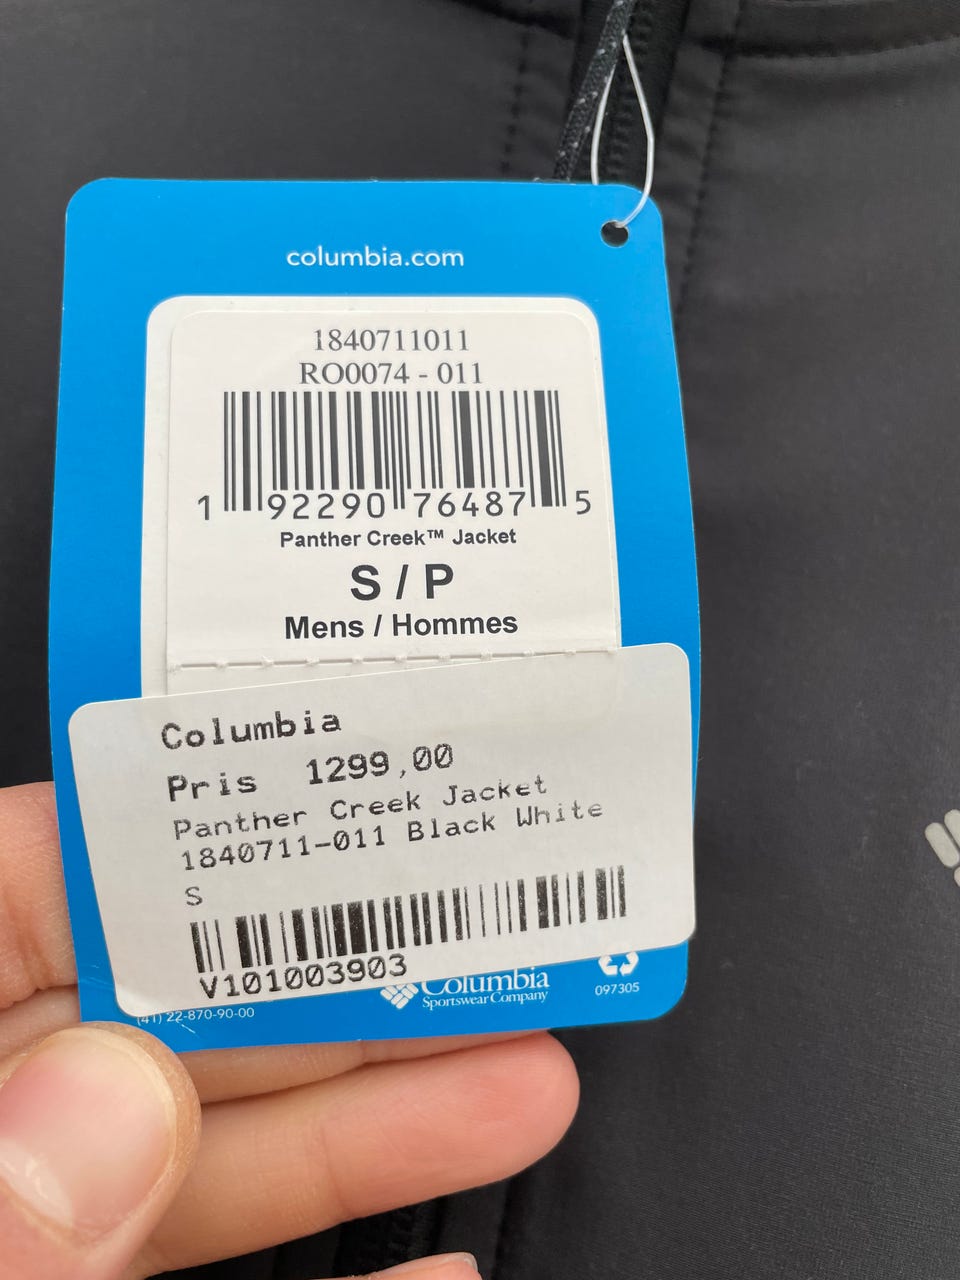 columbia.com
1840711011
RO0074 - 011
1 92290 76487 5
Panther Creek™ Jacket
S / P
Mens / Hommes
Columbia
Pris 1299,00
Panther Creek Jacket
1840711-011 Black White
S
V101003903
Columbia
Sportswear Company
097305
(41) 22-870-90-00